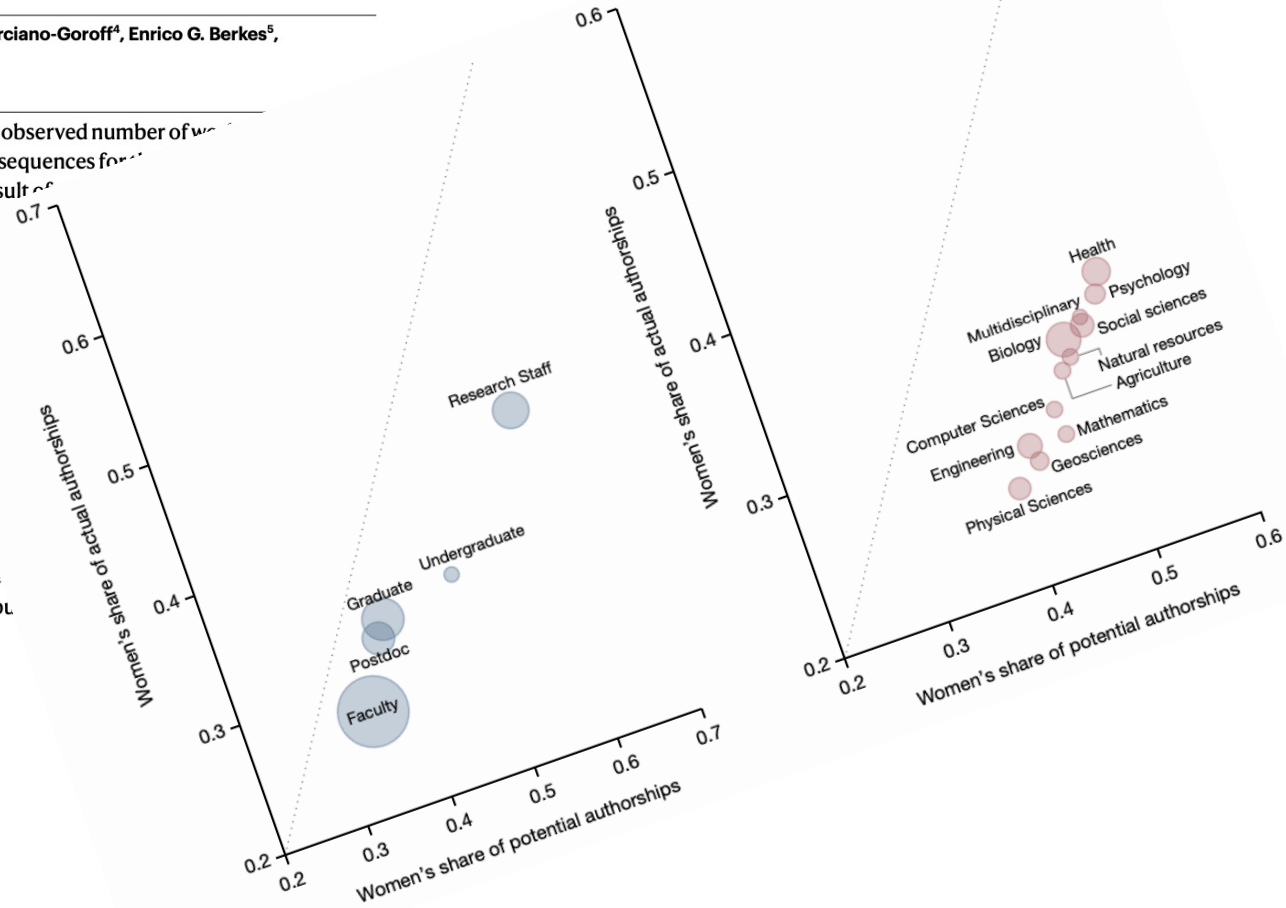 rciano-Goroff⁴, Enrico G. Berkes⁵,
observed number of
sequences for
sult of
0.7
0.6
0.5
0.4
0.3
0.2
Women's share of actual authorships
Research Staff
Undergraduate
Graduate
Postdoc
Faculty
0.2
0.3
0.4
0.5
0.6
0.7
Women's share of potential authorships
0.6
0.5
0.4
0.3
0.2
Women's share of actual authorships
Health
Psychology
Multidisciplinary
Social sciences
Biology
Natural resources
Agriculture
Computer Sciences
Mathematics
Engineering
Geosciences
Physical Sciences
0.2
0.3
0.4
0.5
0.6
Women's share of potential authorships